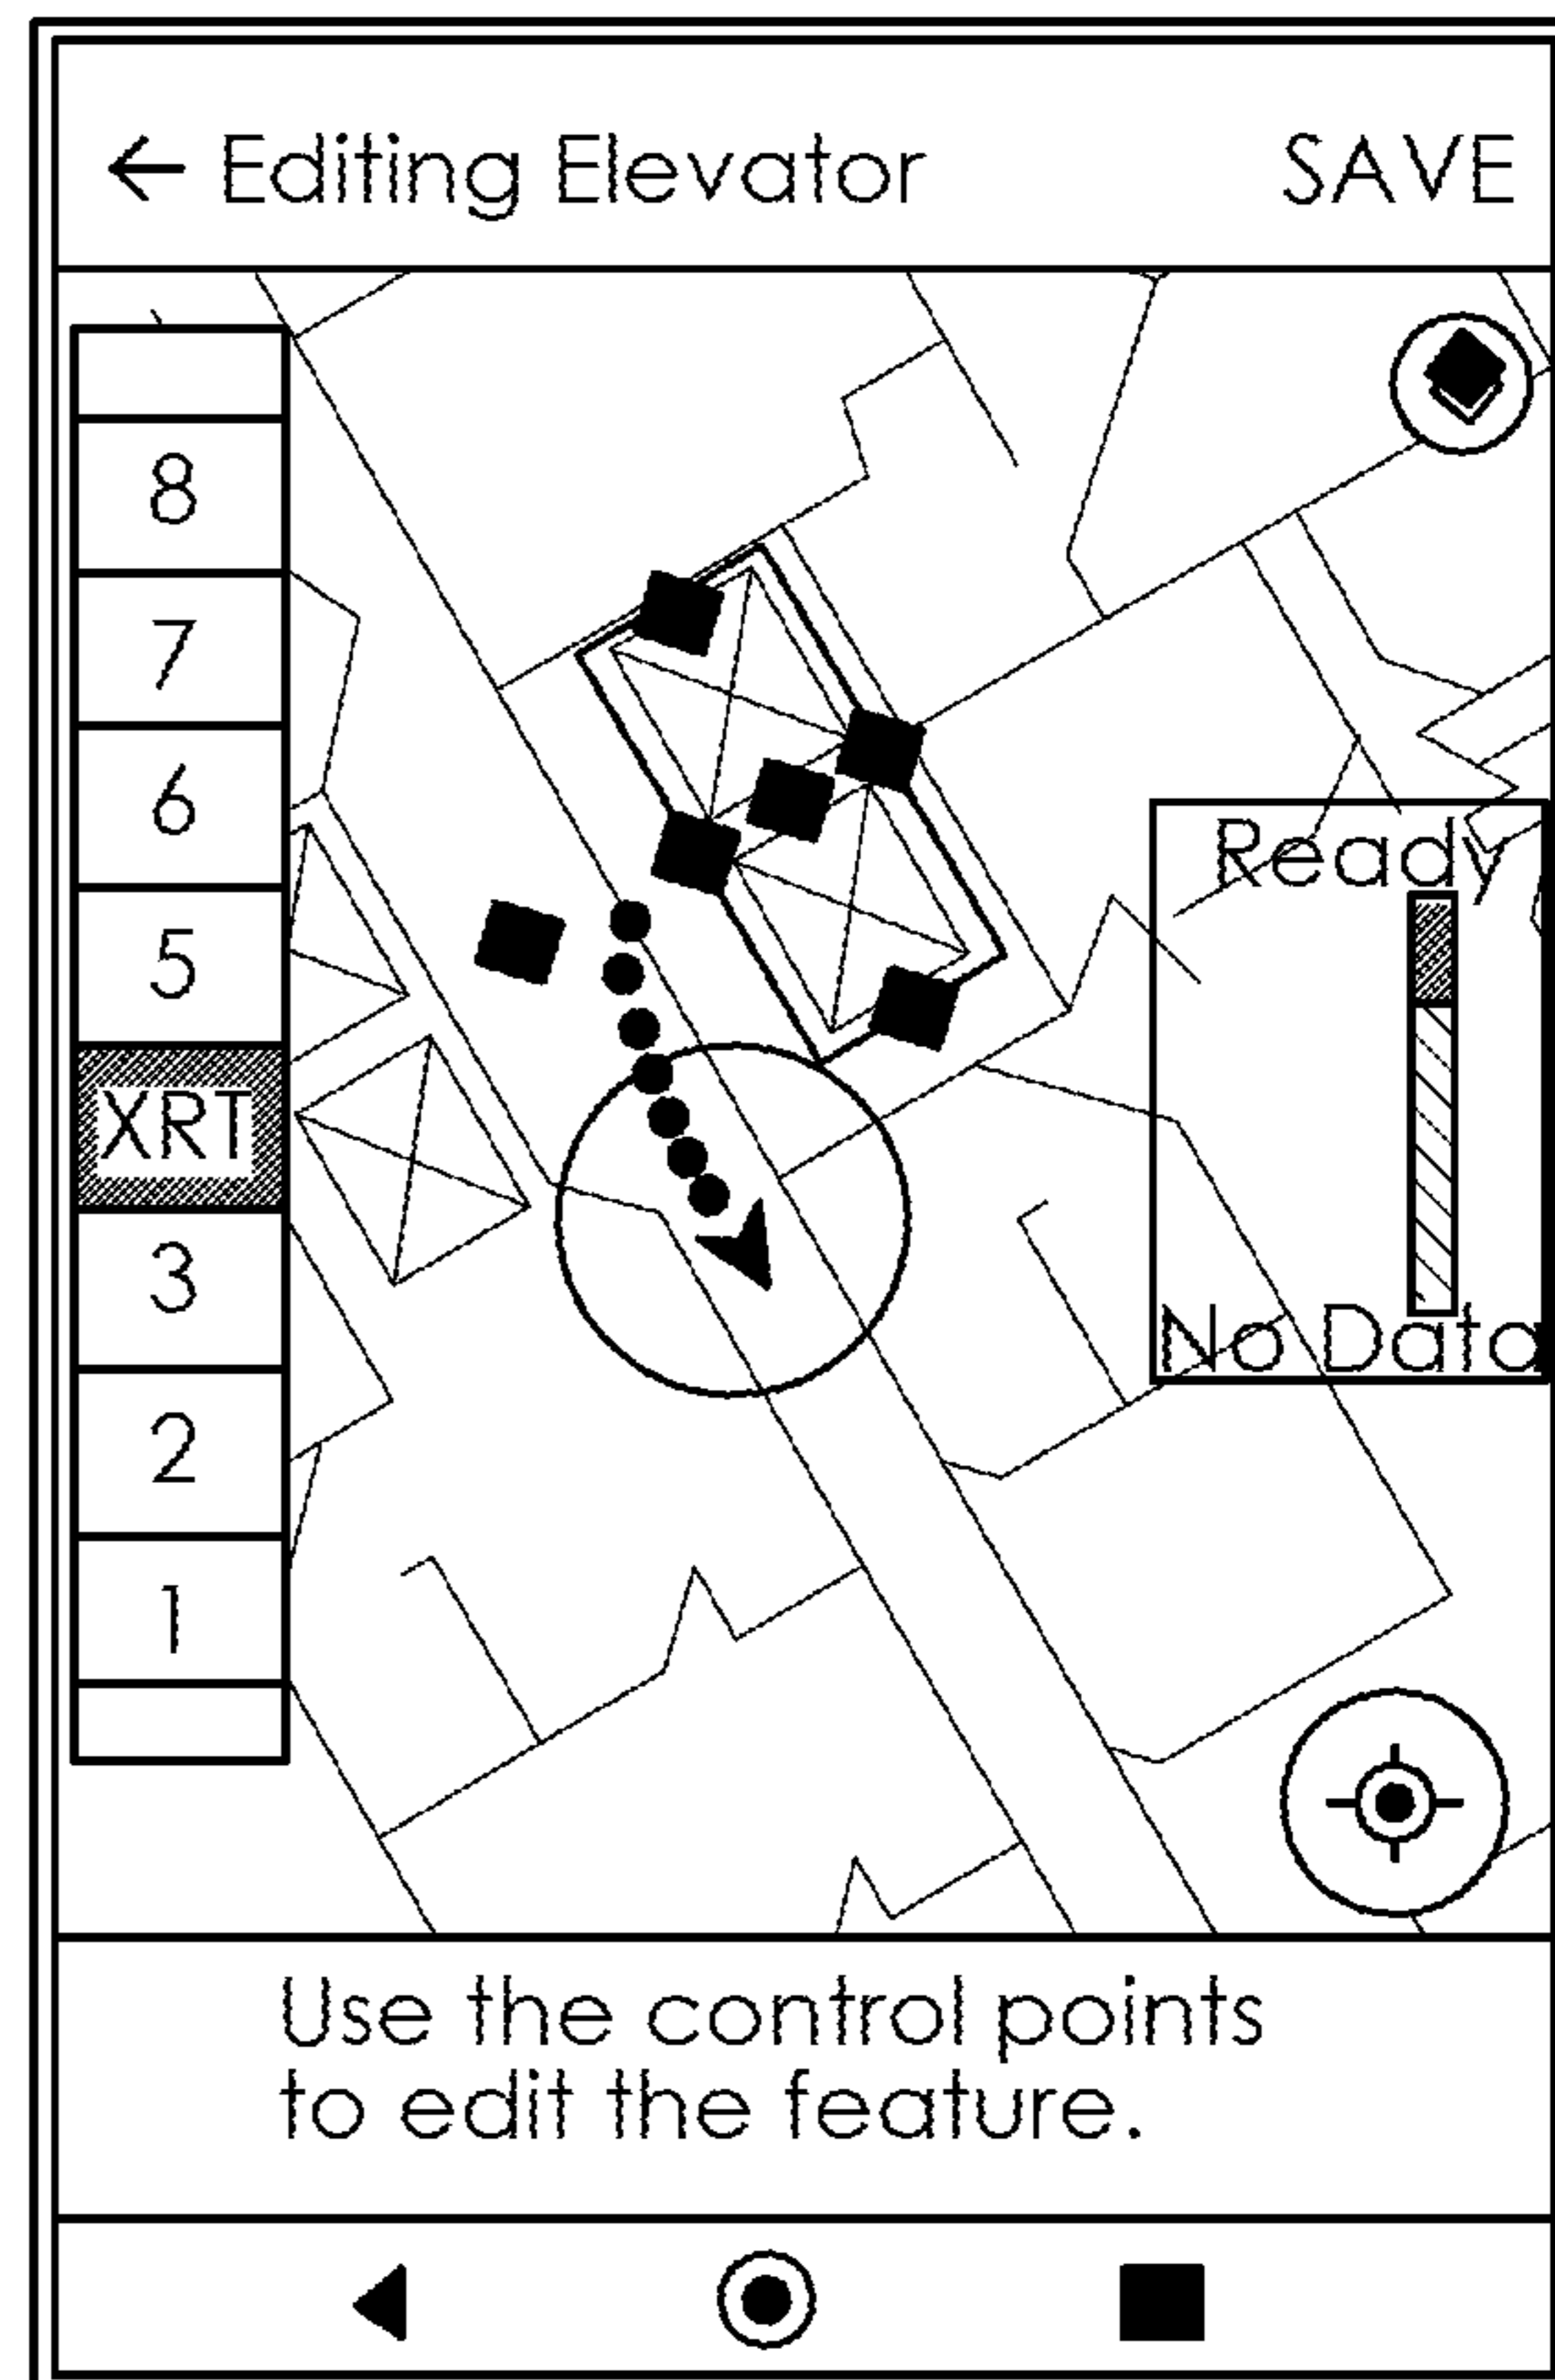 ← Editing Elevator SAVE
8
7
6
5
XRT
3
2
1
Ready
No Data
Use the control points
to edit the feature.